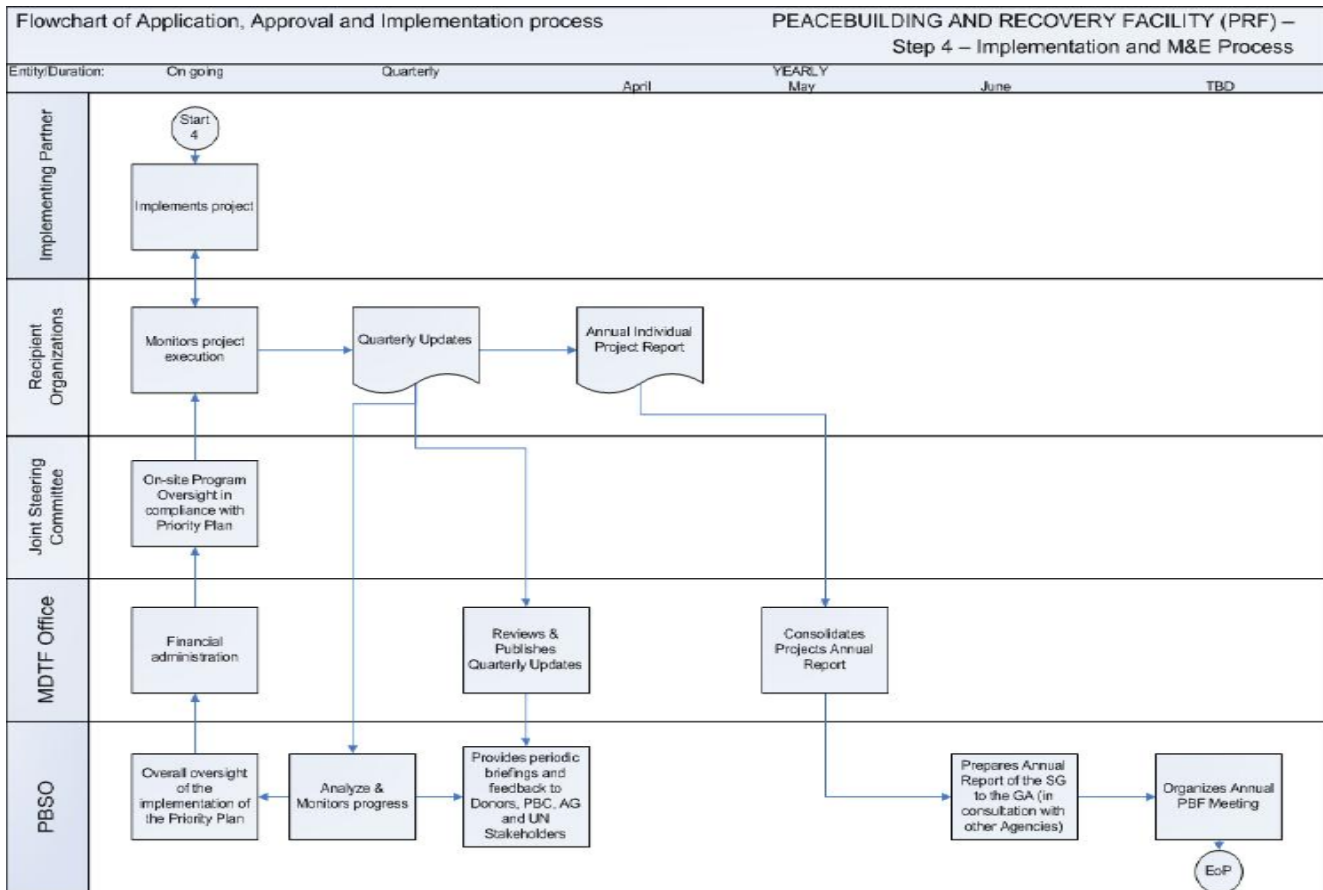 Flowchart of Application, Approval and Implementation process
PEACEBUILDING AND RECOVERY FACILITY (PRF) –
Step 4 – Implementation and M&E Process
Entity/Duration:
On going
Quarterly
YEARLY
April
May
June
TBD
Implementing Partner
Start
4
Implements project
Recipient
Organizations
Monitors project
execution
Quarterly Updates
Annual Individual
Project Report
Joint Steering
Committee
On-site Program
Oversight in
compliance with
Priority Plan
MDTF Office
Financial
administration
Reviews &
Publishes
Quarterly Updates
Consolidates
Projects Annual
Report
PBSO
Overall oversight
of the
implementation of
the Priority Plan
Analyze &
Monitors progress
Provides periodic
briefings and
feedback to
Donors, PBC, AG
and UN
Stakeholders
Prepares Annual
Report of the SG
to the GA (in
consultation with
other Agencies)
Organizes Annual
PBF Meeting
EoP